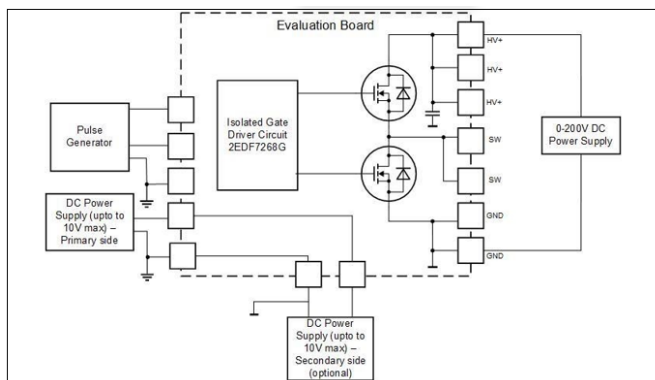 Evaluation Board
HV+
HV+
HV+
SW
SW
GND
GND
Isolated Gate
Driver Circuit
2EDF7268G
Pulse
Generator
0-200V DC
Power Supply
DC Power
Supply (upto to
10V max) –
Primary side
DC Power
Supply (upto to
10V max) –
Secondary side
(optional)